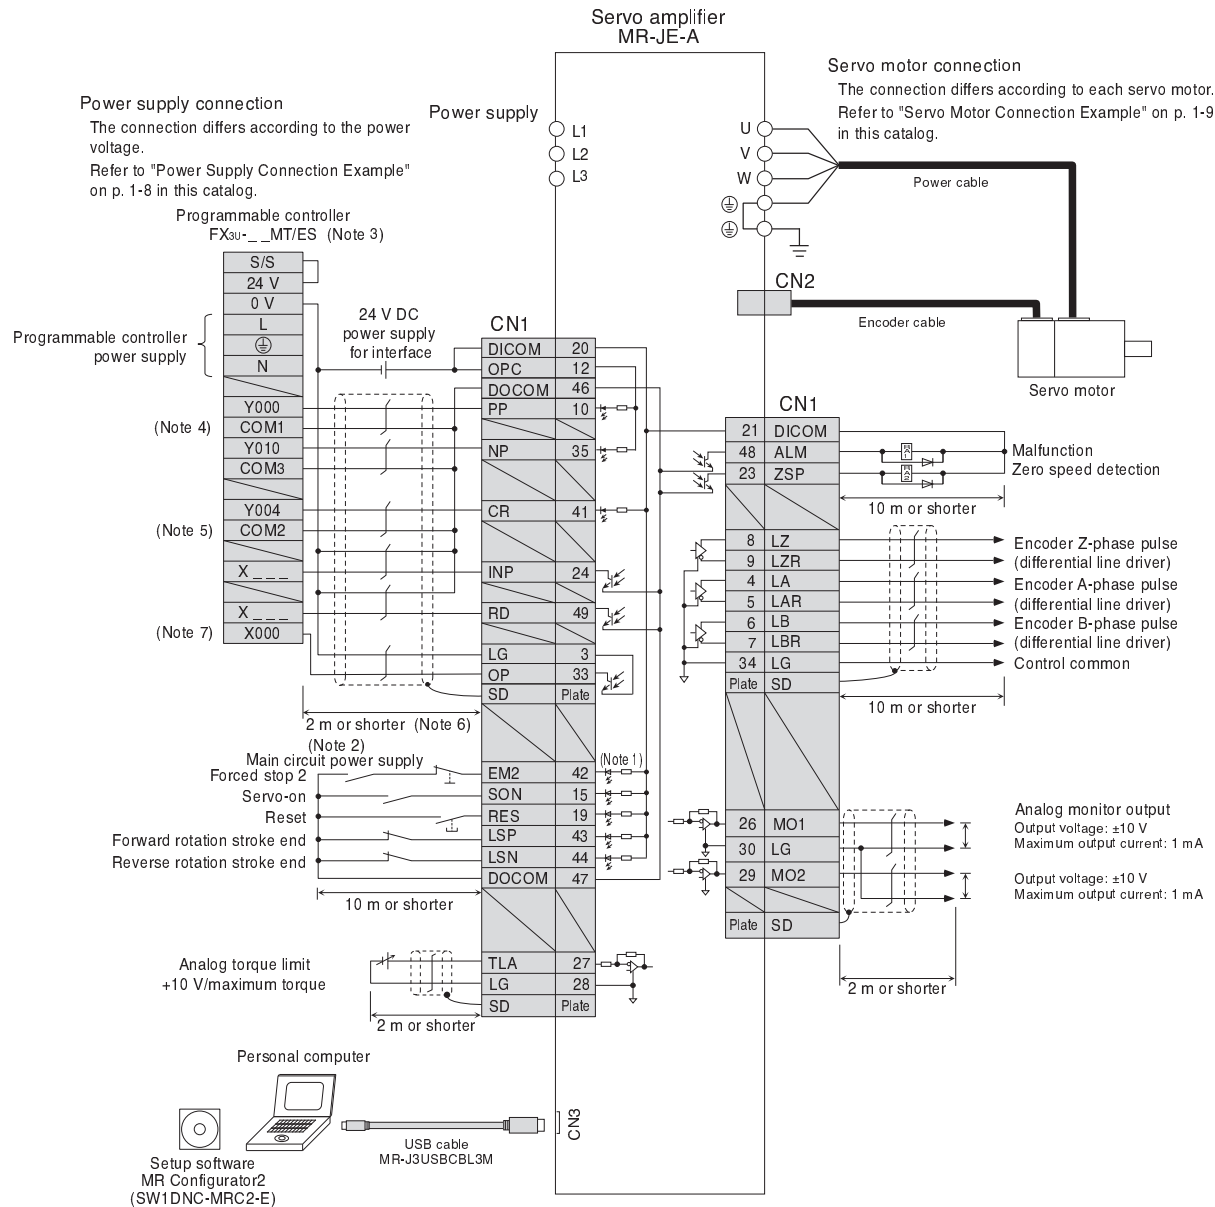 Servo amplifier
MR-JE-A
Power supply connection
The connection differs according to the power
voltage.
Refer to "Power Supply Connection Example"
on p. 1-8 in this catalog.
Power supply
L1
L2
L3
Servo motor connection
The connection differs according to each servo motor.
Refer to "Servo Motor Connection Example" on p. 1-9
in this catalog.
U
V
W
Power cable
CN2
Encoder cable
Servo motor
Programmable controller
FX3U-_ _MT/ES (Note 3)
S/S
24 V
0 V
L
N
Programmable controller
power supply
Y000
(Note 4) COM1
Y010
COM3
Y004
(Note 5) COM2
X _ _ _
X _ _ _
(Note 7) X000
24 V DC
power supply
for interface
CN1
DICOM 20
OPC 12
DOCOM 46
PP 10
NP 35
CR 41
INP 24
RD 49
LG 3
OP 33
SD Plate
2 m or shorter (Note 6)
(Note 2)
Main circuit power supply
(Note 1)
Forced stop 2 EM2 42
Servo-on SON 15
Reset RES 19
Forward rotation stroke end LSP 43
Reverse rotation stroke end LSN 44
DOCOM 47
10 m or shorter
Analog torque limit
+10 V/maximum torque
TLA 27
LG 28
SD Plate
2 m or shorter
CN1
21 DICOM
48 ALM RA1 Malfunction
23 ZSP RA2 Zero speed detection
10 m or shorter
8 LZ Encoder Z-phase pulse
9 LZR (differential line driver)
4 LA Encoder A-phase pulse
5 LAR (differential line driver)
6 LB Encoder B-phase pulse
7 LBR (differential line driver)
34 LG Control common
Plate SD
10 m or shorter
26 MO1
30 LG
29 MO2
Plate SD
Analog monitor output
Output voltage: ±10 V
Maximum output current: 1 mA
Output voltage: ±10 V
Maximum output current: 1 mA
2 m or shorter
Personal computer
CN3
USB cable
MR-J3USBCBL3M
Setup software
MR Configurator2
(SW1DNC-MRC2-E)